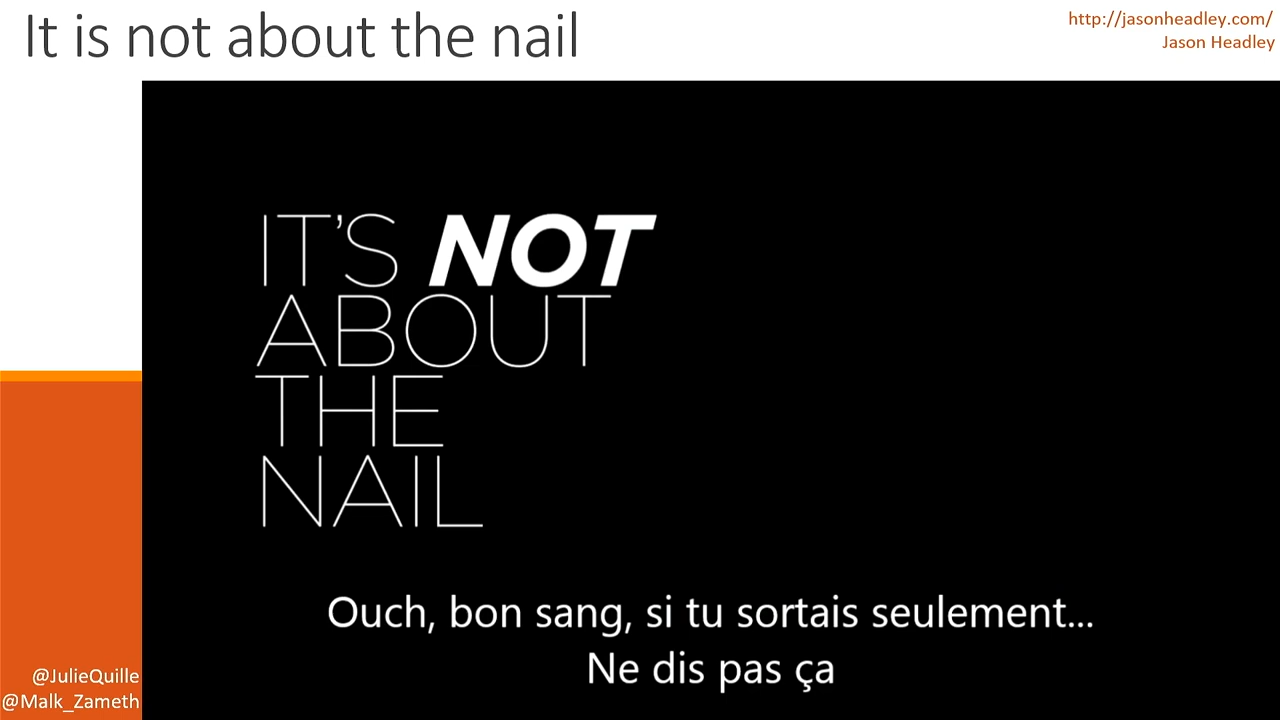 It is not about the nail
http://jasonheadley.com/
Jason Headley
IT'S NOT
ABOUT
THE
NAIL
Ouch, bon sang, si tu sortais seulement...
Ne dis pas ça
@JulieQuille
@Malk_Zameth